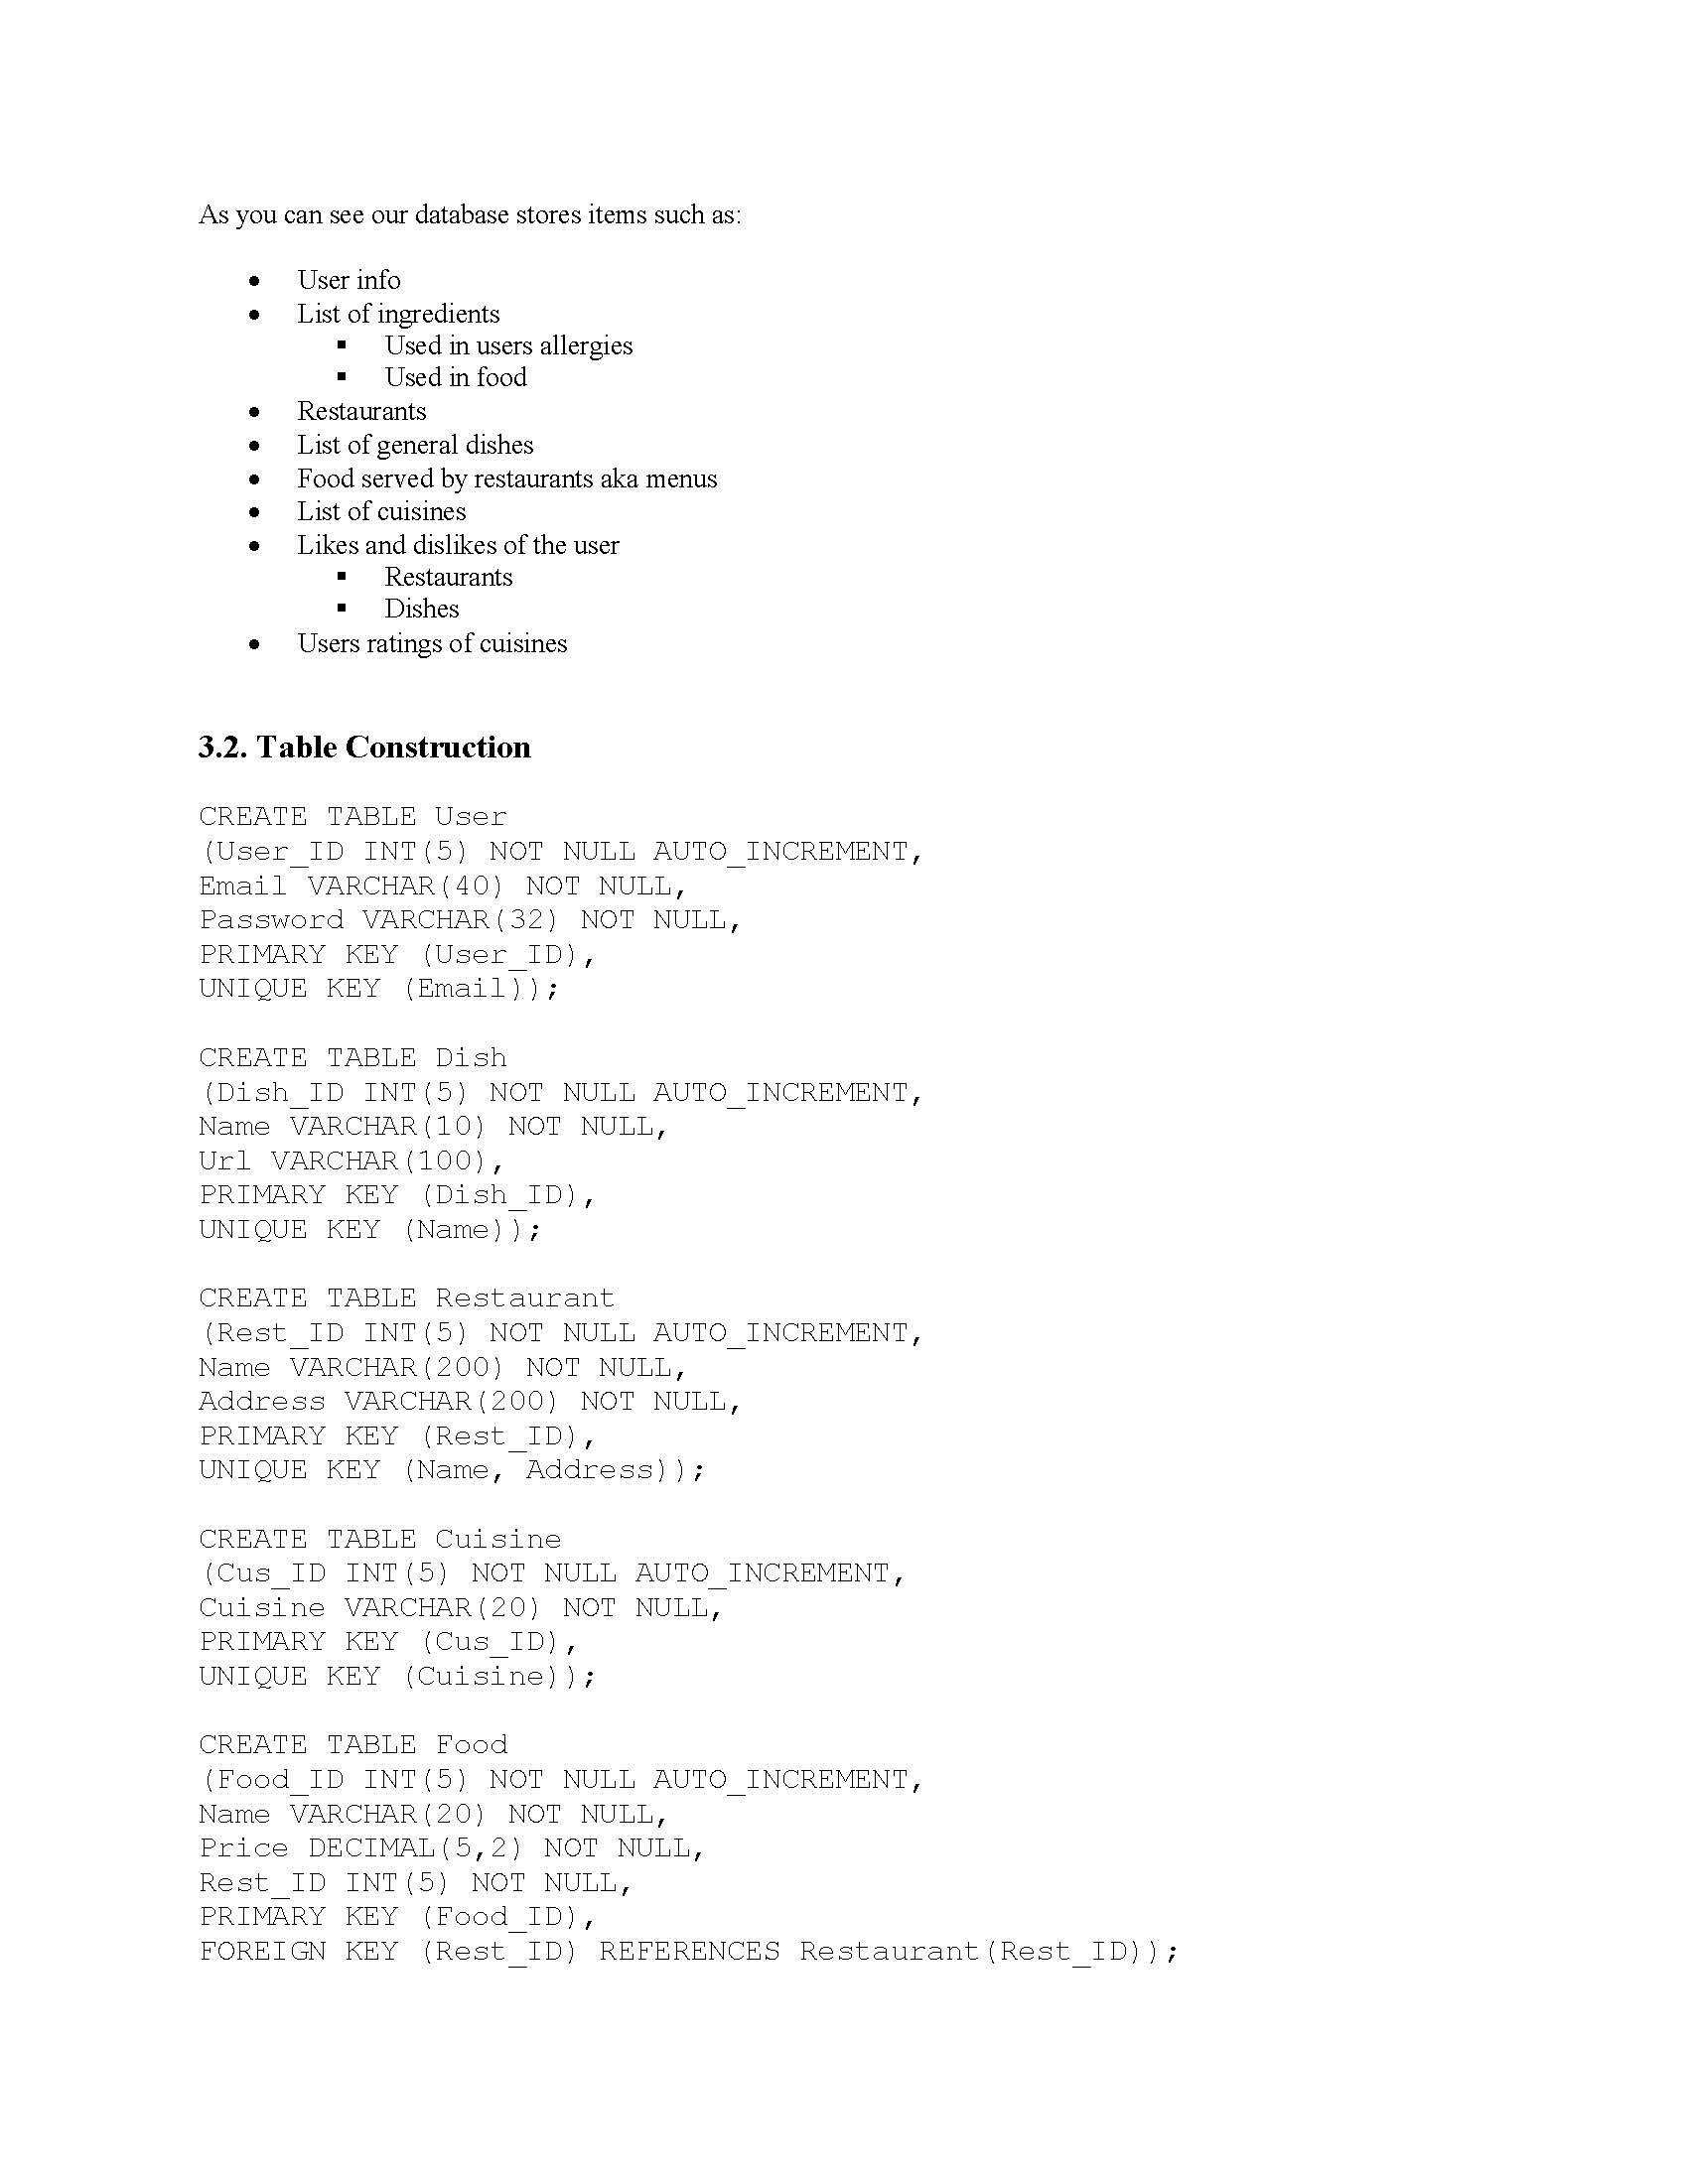 As you can see our database stores items such as:
• User info
• List of ingredients
▪ Used in users allergies
▪ Used in food
• Restaurants
• List of general dishes
• Food served by restaurants aka menus
• List of cuisines
• Likes and dislikes of the user
▪ Restaurants
▪ Dishes
• Users ratings of cuisines
3.2. Table Construction
CREATE TABLE User
(User_ID INT(5) NOT NULL AUTO_INCREMENT,
Email VARCHAR(40) NOT NULL,
Password VARCHAR(32) NOT NULL,
PRIMARY KEY (User_ID),
UNIQUE KEY (Email));
CREATE TABLE Dish
(Dish_ID INT(5) NOT NULL AUTO_INCREMENT,
Name VARCHAR(10) NOT NULL,
Url VARCHAR(100),
PRIMARY KEY (Dish_ID),
UNIQUE KEY (Name));
CREATE TABLE Restaurant
(Rest_ID INT(5) NOT NULL AUTO_INCREMENT,
Name VARCHAR(200) NOT NULL,
Address VARCHAR(200) NOT NULL,
PRIMARY KEY (Rest_ID),
UNIQUE KEY (Name, Address));
CREATE TABLE Cuisine
(Cus_ID INT(5) NOT NULL AUTO_INCREMENT,
Cuisine VARCHAR(20) NOT NULL,
PRIMARY KEY (Cus_ID),
UNIQUE KEY (Cuisine));
CREATE TABLE Food
(Food_ID INT(5) NOT NULL AUTO_INCREMENT,
Name VARCHAR(20) NOT NULL,
Price DECIMAL(5,2) NOT NULL,
Rest_ID INT(5) NOT NULL,
PRIMARY KEY (Food_ID),
FOREIGN KEY (Rest_ID) REFERENCES Restaurant(Rest_ID));